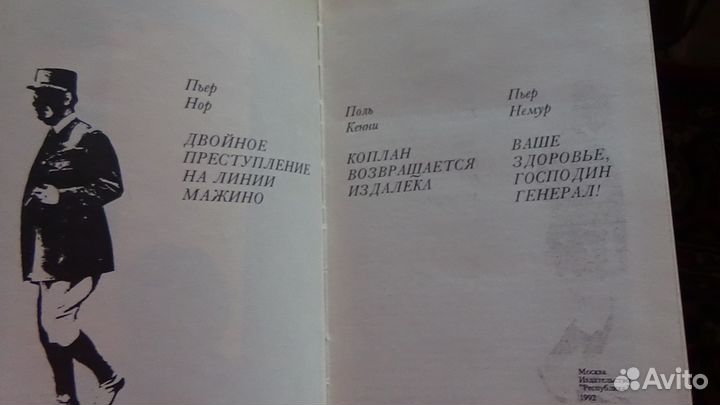 Пьер
Нор
ДВОЙНОЕ
ПРЕСТУПЛЕНИЕ
НА ЛИНИИ
МАЖИНО
Поль
Кенни
КОПЛАН
ВОЗВРАЩАЕТСЯ
ИЗДАЛЕКА
Пьер
Немур
ВАШЕ
ЗДОРОВЬЕ,
ГОСПОДИН
ГЕНЕРАЛ!
Москва
1992
Avito